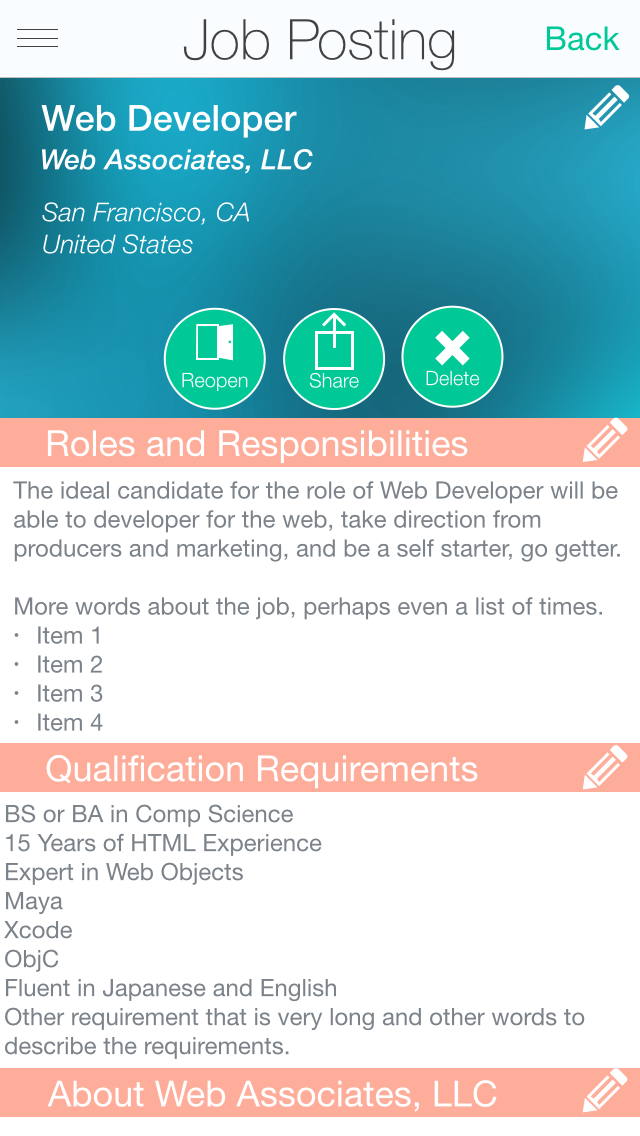 Job Posting
Back
Web Developer
Web Associates, LLC
San Francisco, CA
United States
Reopen
Share
Delete
Roles and Responsibilities
The ideal candidate for the role of Web Developer will be
able to developer for the web, take direction from
producers and marketing, and be a self starter, go getter.
More words about the job, perhaps even a list of times.
· Item 1
· Item 2
· Item 3
· Item 4
Qualification Requirements
BS or BA in Comp Science
15 Years of HTML Experience
Expert in Web Objects
Maya
Xcode
ObjC
Fluent in Japanese and English
Other requirement that is very long and other words to
describe the requirements.
About Web Associates, LLC